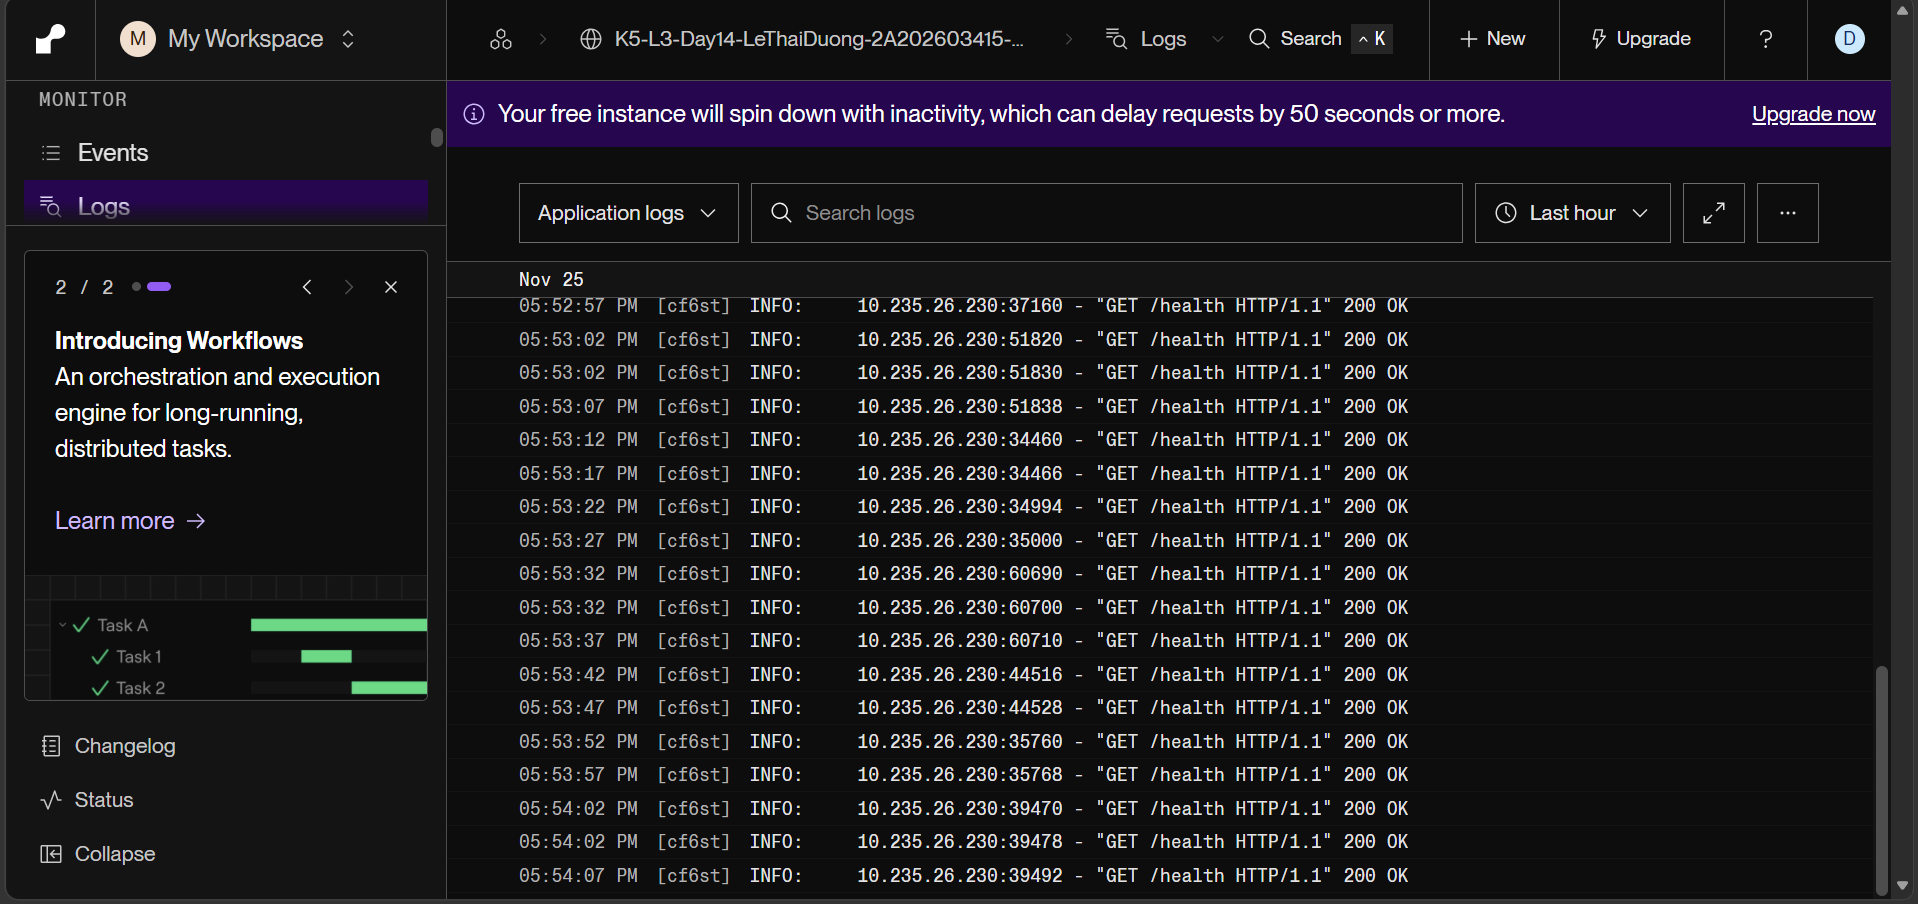 M My Workspace
K5-L3-Day14-LeThaiDuong-2A202603415-...
Logs
Search ^ K
+ New
Upgrade
?
D
MONITOR
Events
Logs
2 / 2
Introducing Workflows
An orchestration and execution
engine for long-running,
distributed tasks.
Learn more →
Task A
Task 1
Task 2
Changelog
Status
Collapse
Your free instance will spin down with inactivity, which can delay requests by 50 seconds or more.
Upgrade now
Application logs
Search logs
Last hour
...
Nov 25
05:52:57 PM [cf6st] INFO: 10.235.26.230:37160 - "GET /health HTTP/1.1" 200 OK
05:53:02 PM [cf6st] INFO: 10.235.26.230:51820 - "GET /health HTTP/1.1" 200 OK
05:53:02 PM [cf6st] INFO: 10.235.26.230:51830 - "GET /health HTTP/1.1" 200 OK
05:53:07 PM [cf6st] INFO: 10.235.26.230:51838 - "GET /health HTTP/1.1" 200 OK
05:53:12 PM [cf6st] INFO: 10.235.26.230:34460 - "GET /health HTTP/1.1" 200 OK
05:53:17 PM [cf6st] INFO: 10.235.26.230:34466 - "GET /health HTTP/1.1" 200 OK
05:53:22 PM [cf6st] INFO: 10.235.26.230:34994 - "GET /health HTTP/1.1" 200 OK
05:53:27 PM [cf6st] INFO: 10.235.26.230:35000 - "GET /health HTTP/1.1" 200 OK
05:53:32 PM [cf6st] INFO: 10.235.26.230:60690 - "GET /health HTTP/1.1" 200 OK
05:53:32 PM [cf6st] INFO: 10.235.26.230:60700 - "GET /health HTTP/1.1" 200 OK
05:53:37 PM [cf6st] INFO: 10.235.26.230:60710 - "GET /health HTTP/1.1" 200 OK
05:53:42 PM [cf6st] INFO: 10.235.26.230:44516 - "GET /health HTTP/1.1" 200 OK
05:53:47 PM [cf6st] INFO: 10.235.26.230:44528 - "GET /health HTTP/1.1" 200 OK
05:53:52 PM [cf6st] INFO: 10.235.26.230:35760 - "GET /health HTTP/1.1" 200 OK
05:53:57 PM [cf6st] INFO: 10.235.26.230:35768 - "GET /health HTTP/1.1" 200 OK
05:54:02 PM [cf6st] INFO: 10.235.26.230:39470 - "GET /health HTTP/1.1" 200 OK
05:54:02 PM [cf6st] INFO: 10.235.26.230:39478 - "GET /health HTTP/1.1" 200 OK
05:54:07 PM [cf6st] INFO: 10.235.26.230:39492 - "GET /health HTTP/1.1" 200 OK